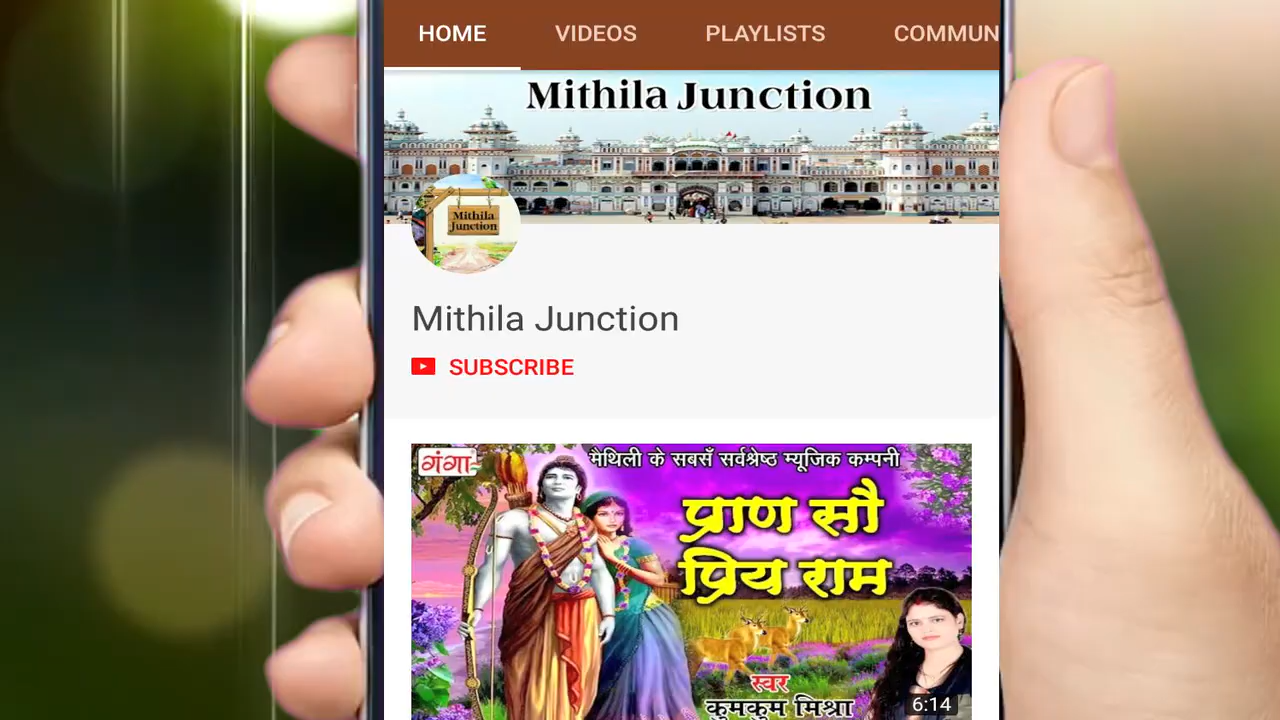 HOME VIDEOS PLAYLISTS COMMUN
Mithila Junction
Mithila
Junction
Mithila Junction
SUBSCRIBE
गंगा
मैथिली के सबसँ सर्वश्रेष्ठ म्यूजिक कम्पनी
प्राण सौ
प्रिय राम
स्वर
कुमकुम मिश्रा
6:14